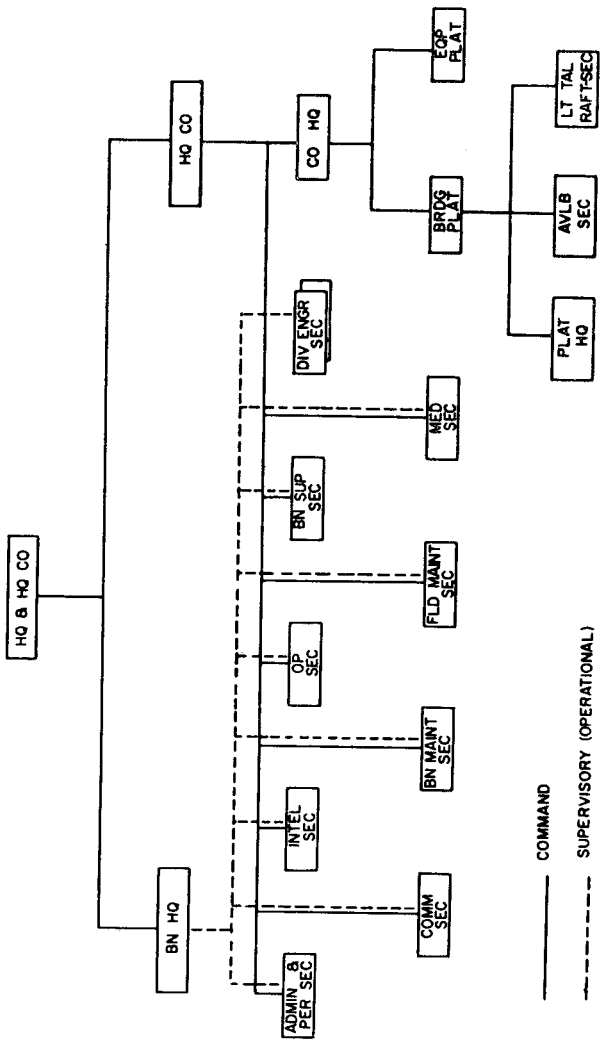 HQ & HQ CO
BN HQ
HQ CO
ADMIN &
PER SEC
INTEL
SEC
OP
SEC
BN SUP
SEC
DIV ENGR
SEC
CO HQ
COMM
SEC
BN MAINT
SEC
FLD MAINT
SEC
MED
SEC
BRDG
PLAT
EQP
PLAT
PLAT
HQ
AVLB
SEC
LT TAL
RAFT-SEC
COMMAND
SUPERVISORY (OPERATIONAL)